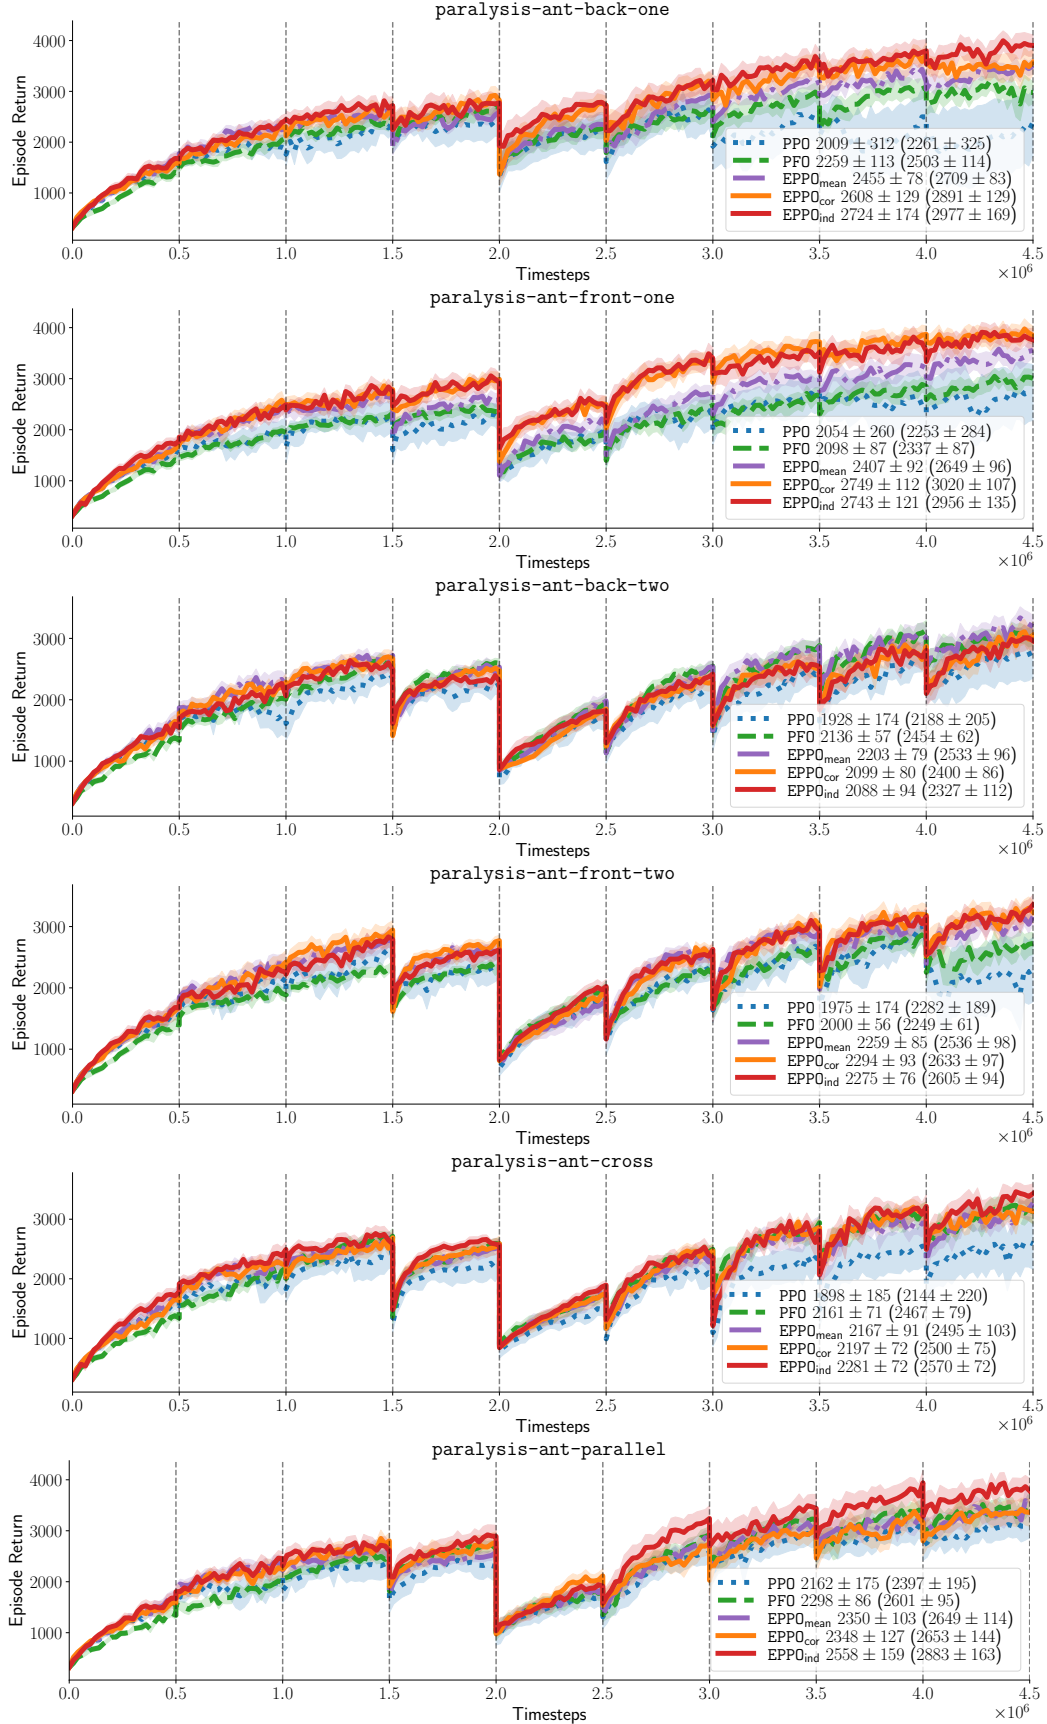 paralysis-ant-back-one
Episode Return
4000
3000
2000
1000
PPO 2009 ± 312 (2261 ± 325)
PFO 2259 ± 113 (2503 ± 114)
EPPOmean 2455 ± 78 (2709 ± 83)
EPPOcor 2608 ± 129 (2891 ± 129)
EPPOind 2724 ± 174 (2977 ± 169)
0.0 0.5 1.0 1.5 2.0 2.5 3.0 3.5 4.0 4.5
Timesteps
×10⁶
paralysis-ant-front-one
Episode Return
4000
3000
2000
1000
PPO 2054 ± 260 (2253 ± 284)
PFO 2098 ± 87 (2337 ± 87)
EPPOmean 2407 ± 92 (2649 ± 96)
EPPOcor 2749 ± 112 (3020 ± 107)
EPPOind 2743 ± 121 (2956 ± 135)
0.0 0.5 1.0 1.5 2.0 2.5 3.0 3.5 4.0 4.5
Timesteps
×10⁶
paralysis-ant-back-two
Episode Return
3000
2000
1000
PPO 1928 ± 174 (2188 ± 205)
PFO 2136 ± 57 (2454 ± 62)
EPPOmean 2203 ± 79 (2533 ± 96)
EPPOcor 2099 ± 80 (2400 ± 86)
EPPOind 2088 ± 94 (2327 ± 112)
0.0 0.5 1.0 1.5 2.0 2.5 3.0 3.5 4.0 4.5
Timesteps
×10⁶
paralysis-ant-front-two
Episode Return
3000
2000
1000
PPO 1975 ± 174 (2282 ± 189)
PFO 2000 ± 56 (2249 ± 61)
EPPOmean 2259 ± 85 (2536 ± 98)
EPPOcor 2294 ± 93 (2633 ± 97)
EPPOind 2275 ± 76 (2605 ± 94)
0.0 0.5 1.0 1.5 2.0 2.5 3.0 3.5 4.0 4.5
Timesteps
×10⁶
paralysis-ant-cross
Episode Return
3000
2000
1000
PPO 1898 ± 185 (2144 ± 220)
PFO 2161 ± 71 (2467 ± 79)
EPPOmean 2167 ± 91 (2495 ± 103)
EPPOcor 2197 ± 72 (2500 ± 75)
EPPOind 2281 ± 72 (2570 ± 72)
0.0 0.5 1.0 1.5 2.0 2.5 3.0 3.5 4.0 4.5
Timesteps
×10⁶
paralysis-ant-parallel
Episode Return
4000
3000
2000
1000
PPO 2162 ± 175 (2397 ± 195)
PFO 2298 ± 86 (2601 ± 95)
EPPOmean 2350 ± 103 (2649 ± 114)
EPPOcor 2348 ± 127 (2653 ± 144)
EPPOind 2558 ± 159 (2883 ± 163)
0.0 0.5 1.0 1.5 2.0 2.5 3.0 3.5 4.0 4.5
Timesteps
×10⁶